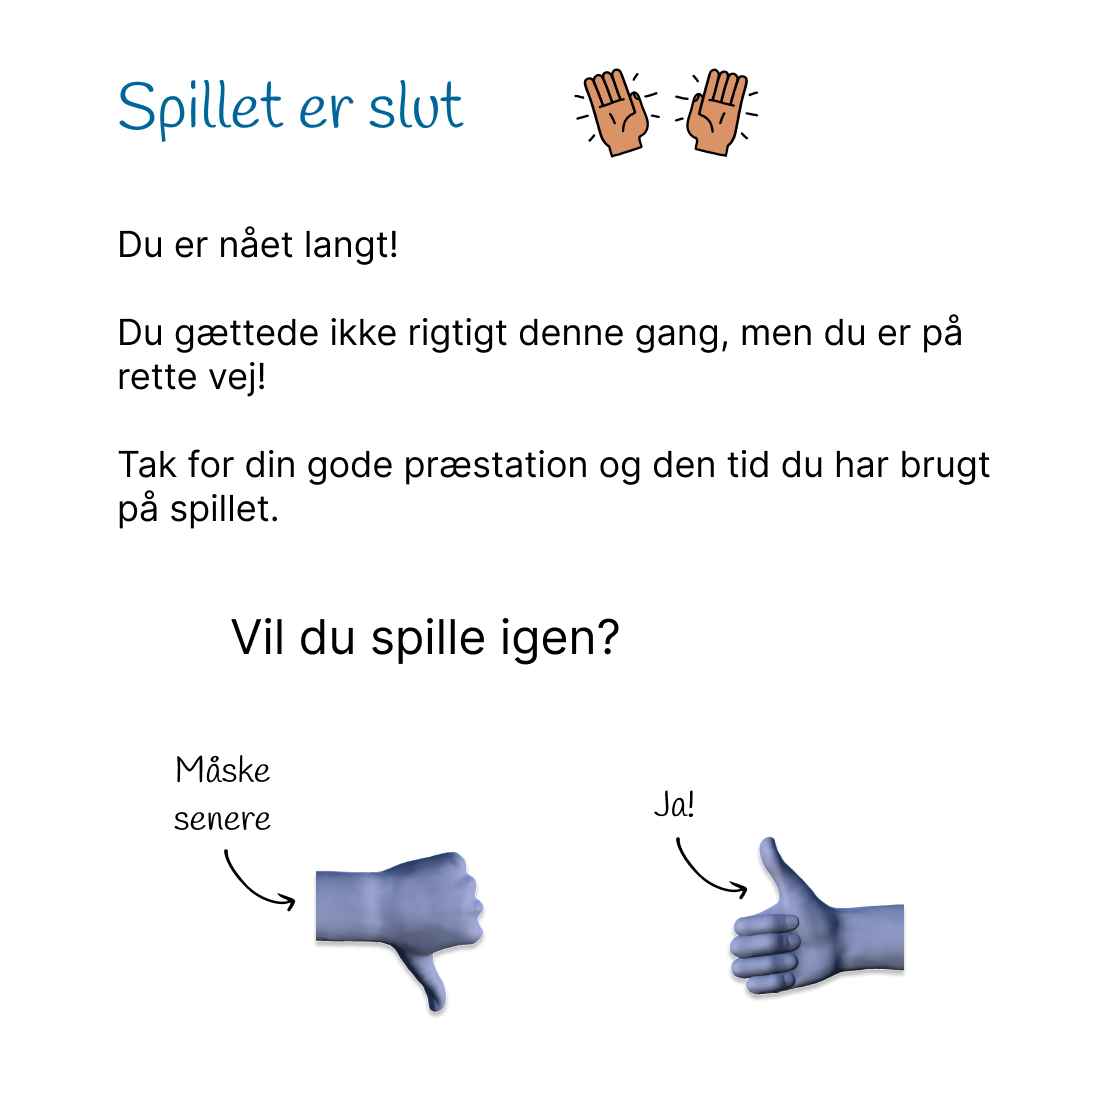 Spillet er slut
Du er nået langt!
Du gættede ikke rigtigt denne gang, men du er på
rette vej!
Tak for din gode præstation og den tid du har brugt
på spillet.
Vil du spille igen?
Måske
senere
Ja!